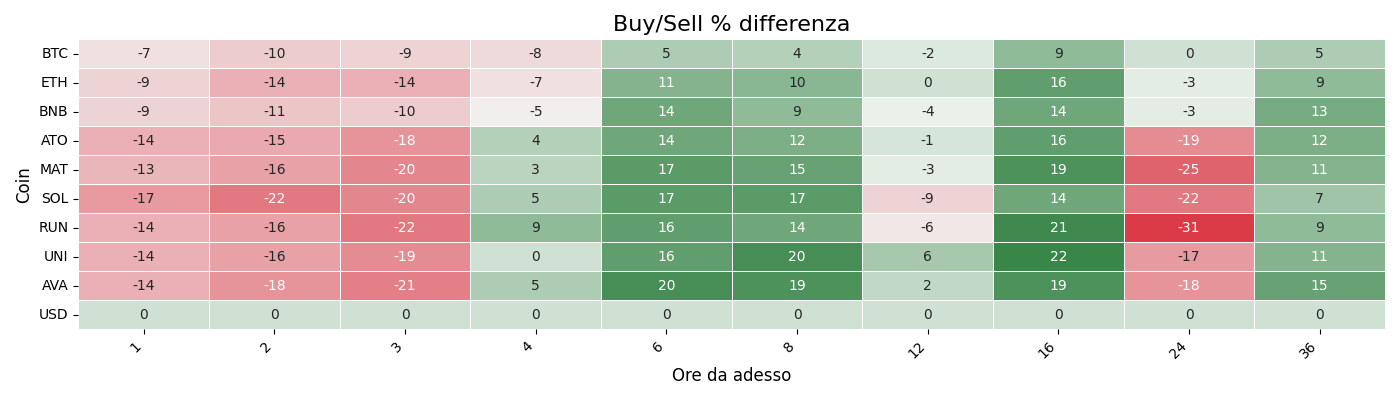 Buy/Sell % differenza
Coin
BTC -7 -10 -9 -8 5 4 -2 9 0 5
ETH -9 -14 -14 -7 11 10 0 16 -3 9
BNB -9 -11 -10 -5 14 9 -4 14 -3 13
ATO -14 -15 -18 4 14 12 -1 16 -19 12
MAT -13 -16 -20 3 17 15 -3 19 -25 11
SOL -17 -22 -20 5 17 17 -9 14 -22 7
RUN -14 -16 -22 9 16 14 -6 21 -31 9
UNI -14 -16 -19 0 16 20 6 22 -17 11
AVA -14 -18 -21 5 20 19 2 19 -18 15
USD 0 0 0 0 0 0 0 0 0 0
1 2 3 4 6 8 12 16 24 36
Ore da adesso